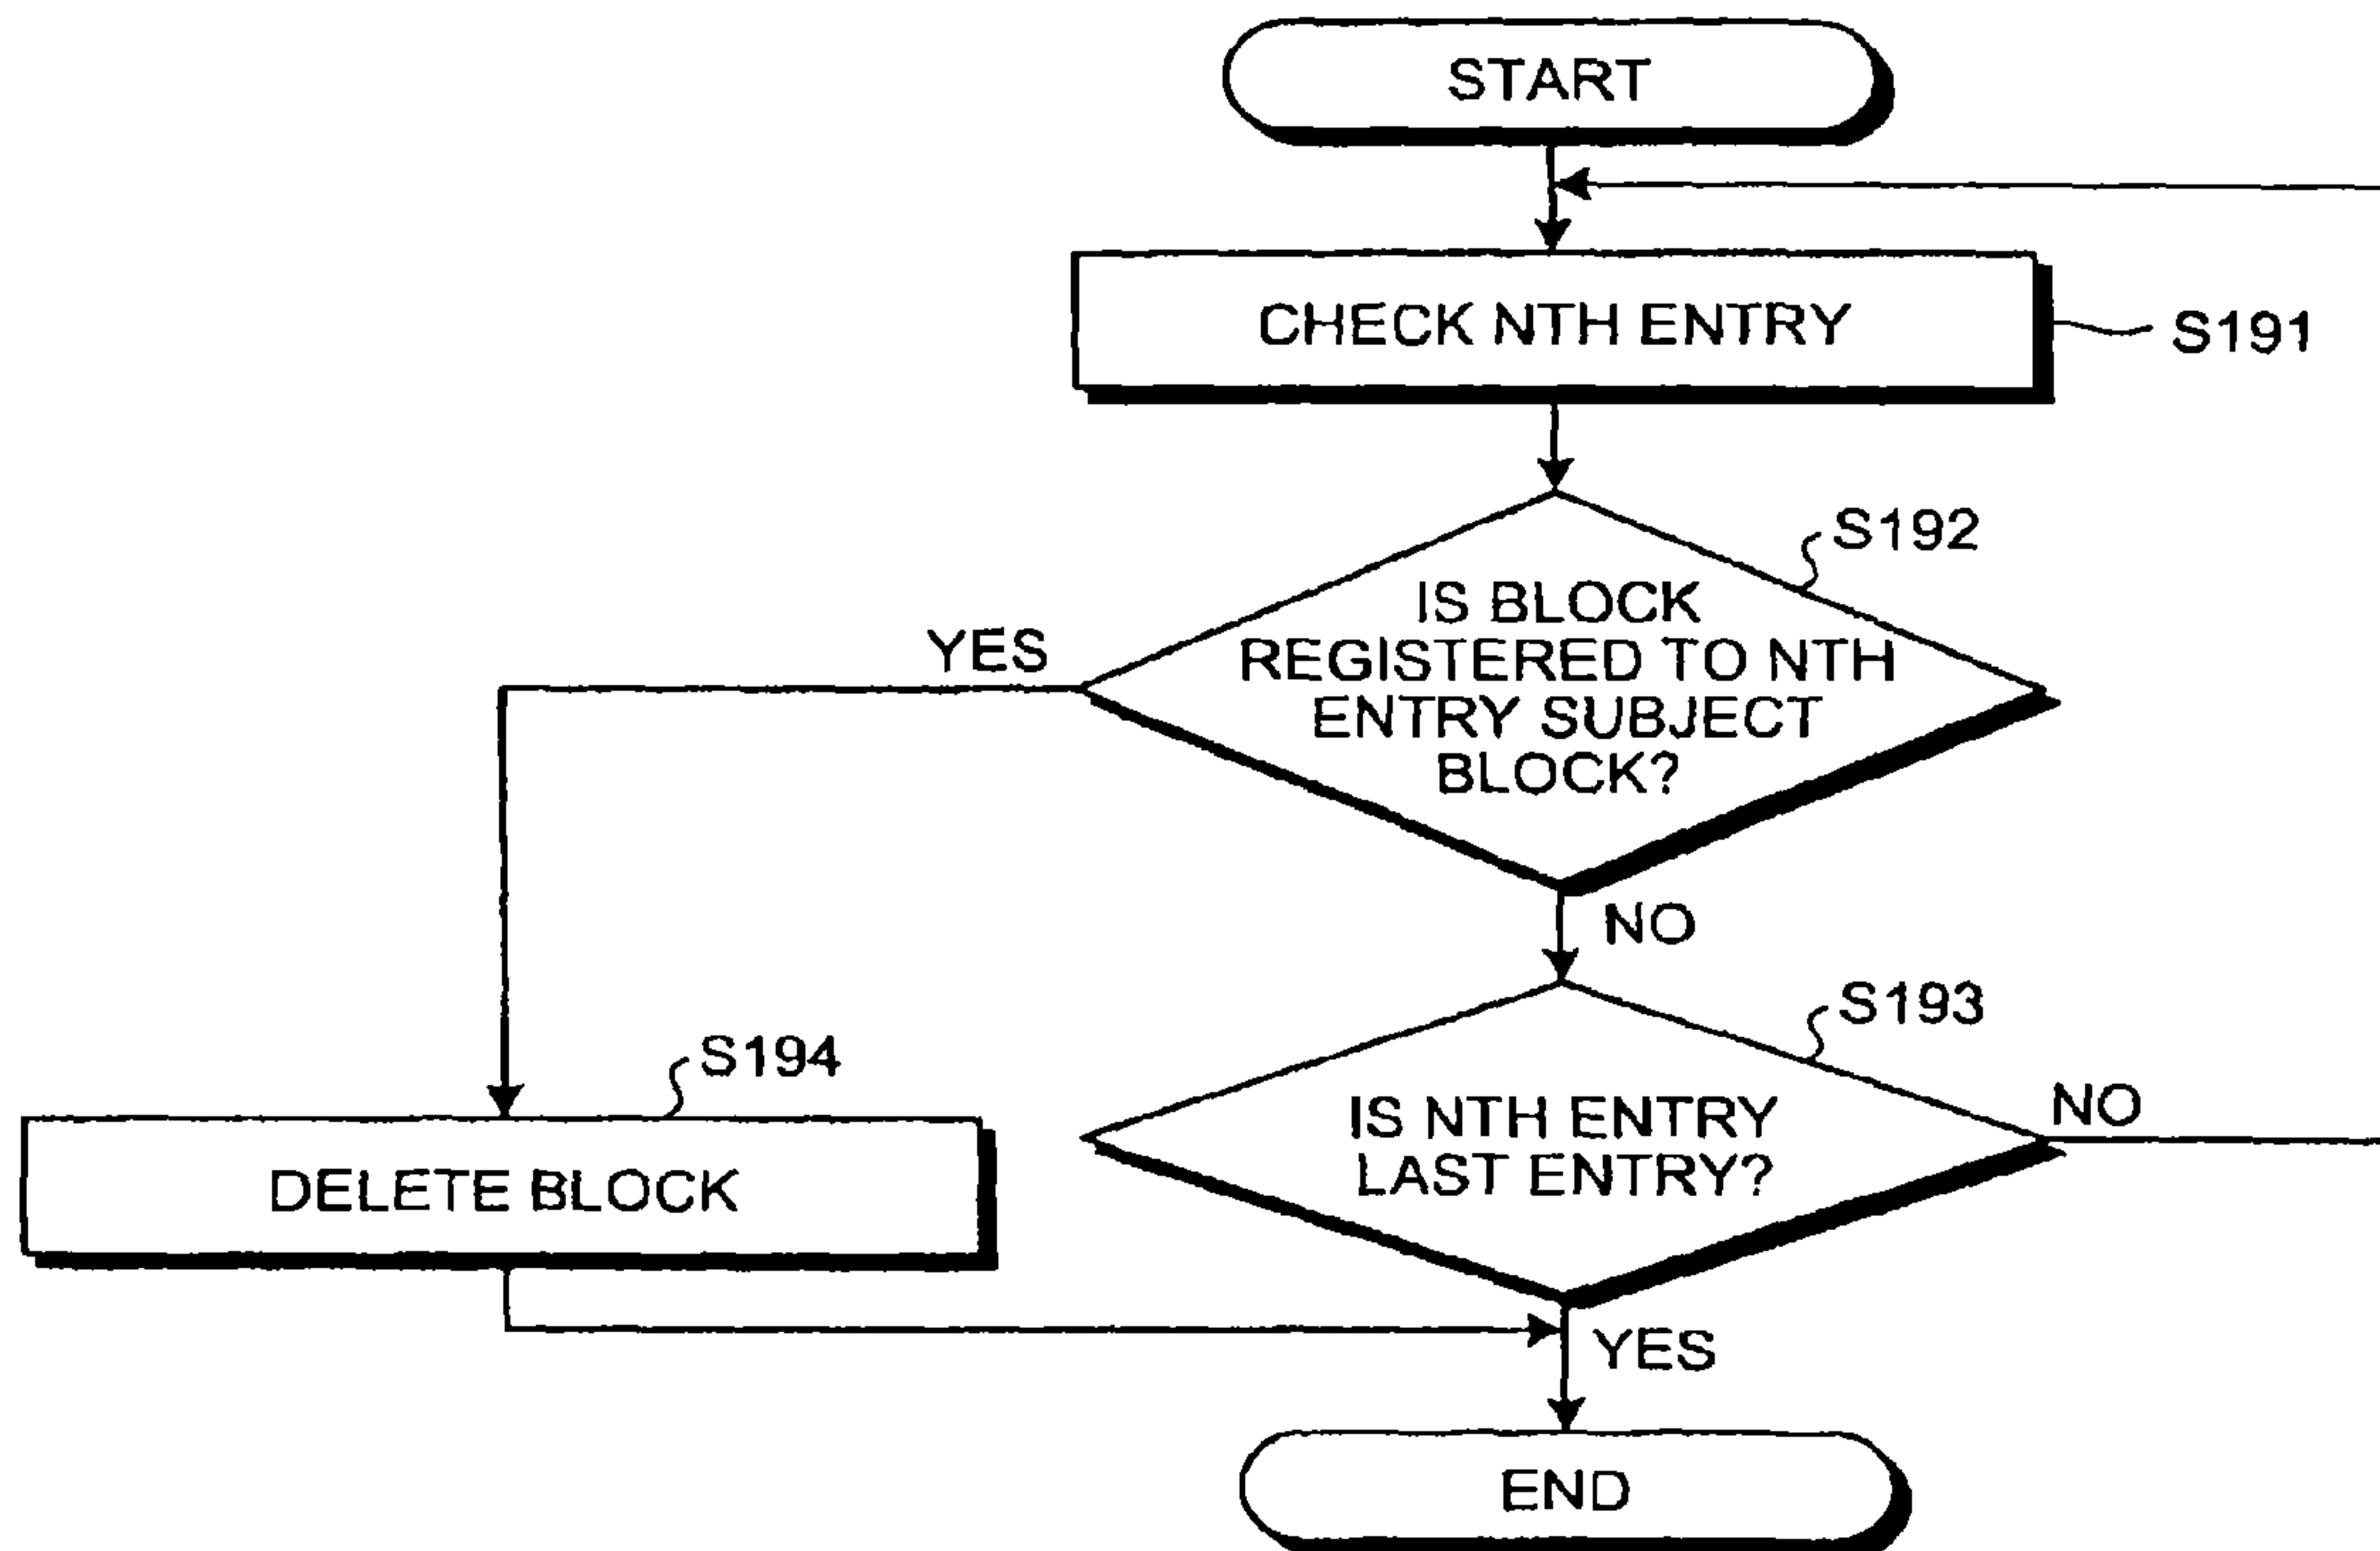 START
CHECK NTH ENTRY
S191
S192
IS BLOCK
REGISTERED TO NTH
ENTRY SUBJECT
BLOCK?
YES
NO
S193
IS NTH ENTRY
LAST ENTRY?
NO
S194
DELETE BLOCK
YES
END